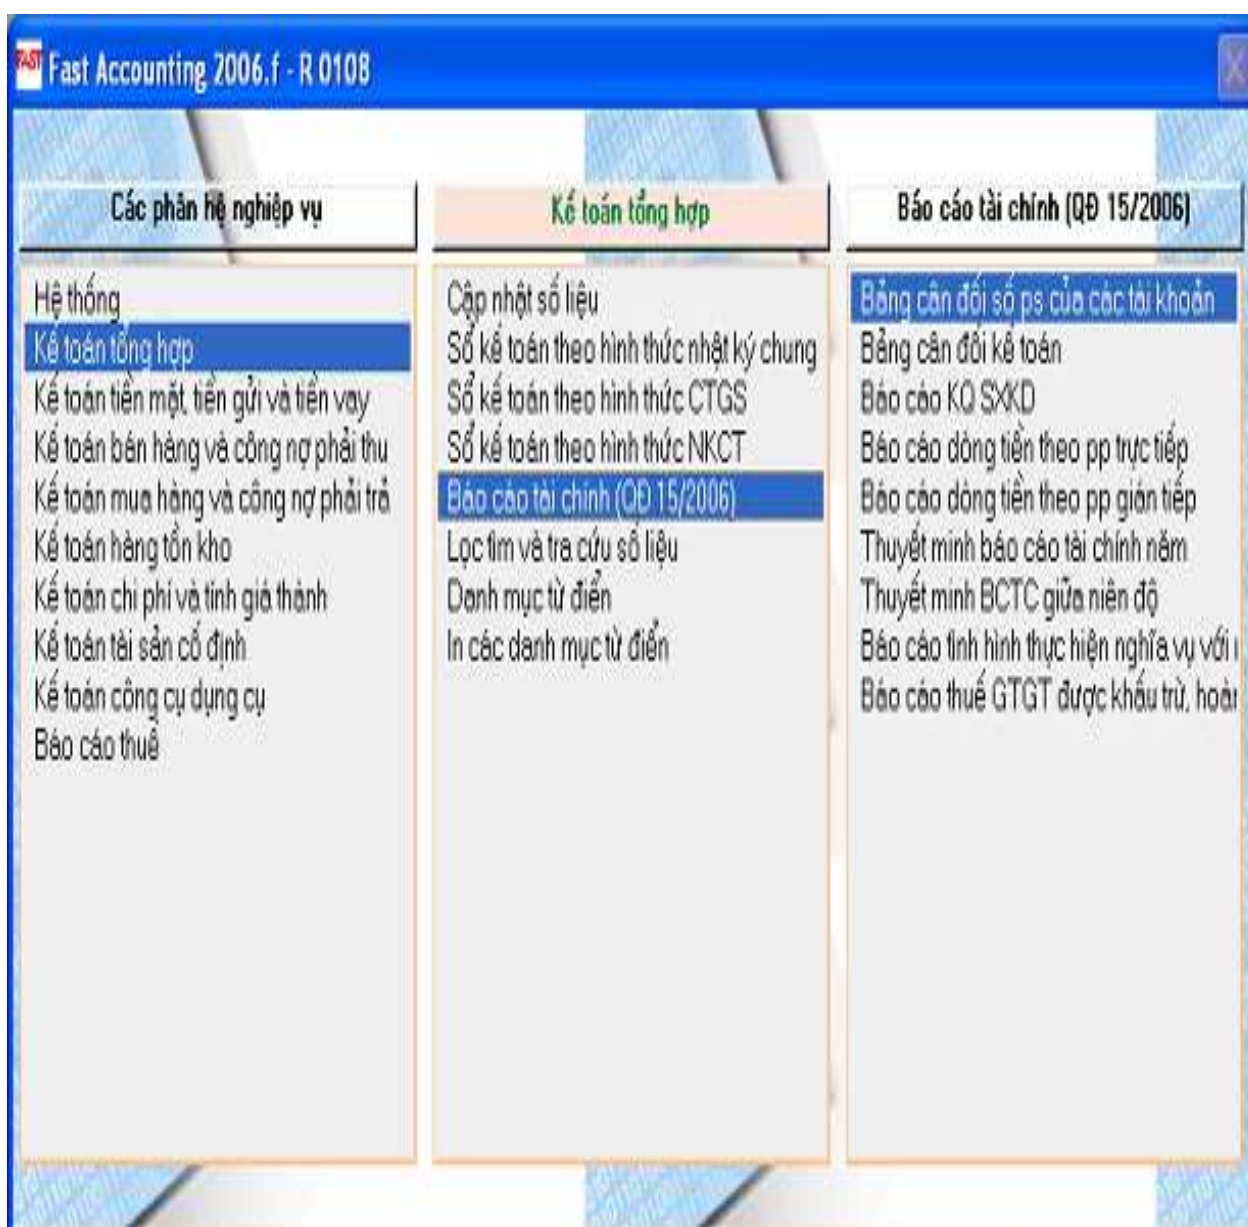 FAST Fast Accounting 2006.f - R 0108
Các phân hệ nghiệp vụ
Hệ thống
Kế toán tổng hợp
Kế toán tiền mặt, tiền gửi và tiền vay
Kế toán bán hàng và công nợ phải thu
Kế toán mua hàng và công nợ phải trả
Kế toán hàng tồn kho
Kế toán chi phí và tính giá thành
Kế toán tài sản cố định
Kế toán công cụ dụng cụ
Báo cáo thuế
Kế toán tổng hợp
Cập nhật số liệu
Sổ kế toán theo hình thức nhật ký chung
Sổ kế toán theo hình thức CTGS
Sổ kế toán theo hình thức NKCT
Báo cáo tài chính (QĐ 15/2006)
Lọc tìm và tra cứu số liệu
Danh mục từ điển
In các danh mục từ điển
Báo cáo tài chính (QĐ 15/2006)
Bảng cân đối số ps của các tài khoản
Bảng cân đối kế toán
Báo cáo KQ SXKD
Báo cáo dòng tiền theo pp trực tiếp
Báo cáo dòng tiền theo pp gián tiếp
Thuyết minh báo cáo tài chính năm
Thuyết minh BCTC giữa niên độ
Báo cáo tình hình thực hiện nghĩa vụ với
Báo cáo thuế GTGT được khấu trừ,